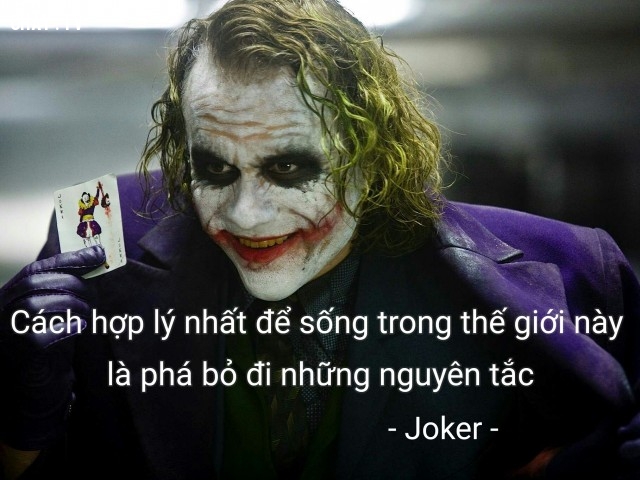 Cách hợp lý nhất để sống trong thế giới này
là phá bỏ đi những nguyên tắc
- Joker -